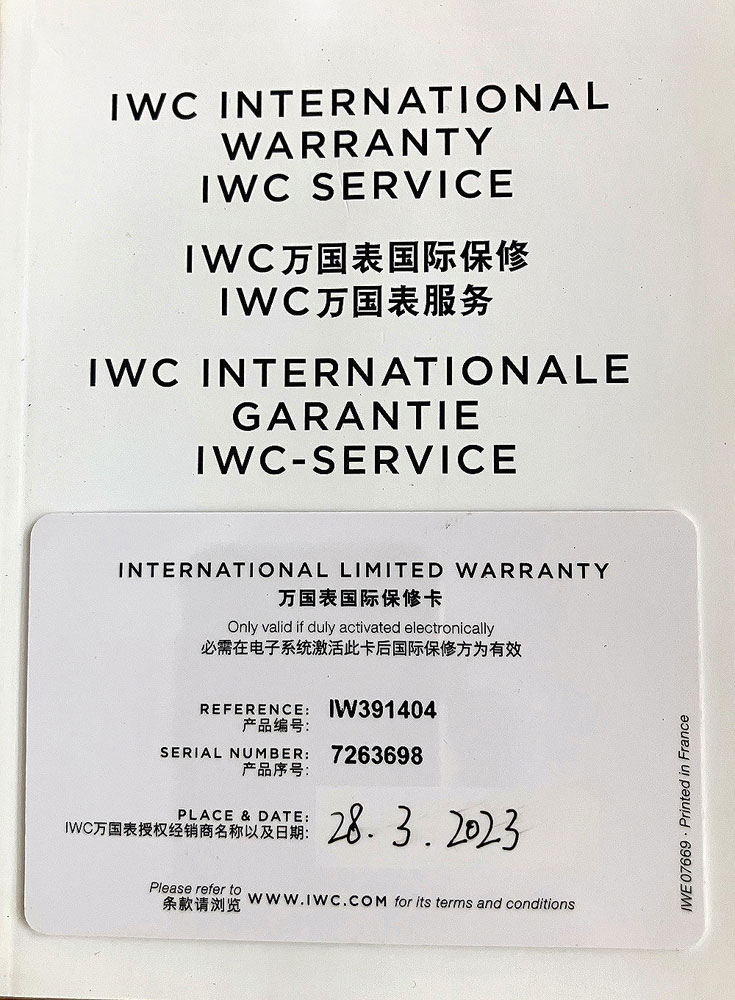 IWC INTERNATIONAL
WARRANTY
IWC SERVICE
IWC万国表国际保修
IWC万国表服务
IWC INTERNATIONALE
GARANTIE
IWC-SERVICE
INTERNATIONAL LIMITED WARRANTY
万国表国际保修卡
Only valid if duly activated electronically
必需在电子系统激活此卡后国际保修方为有效
REFERENCE: IW391404
产品编号:
SERIAL NUMBER: 7263698
产品序号:
PLACE & DATE: 28.3.2023
IWC万国表授权经销商名称以及日期:
Please refer to WWW.IWC.COM for its terms and conditions
条款请浏览
IWE07669 · Printed in France